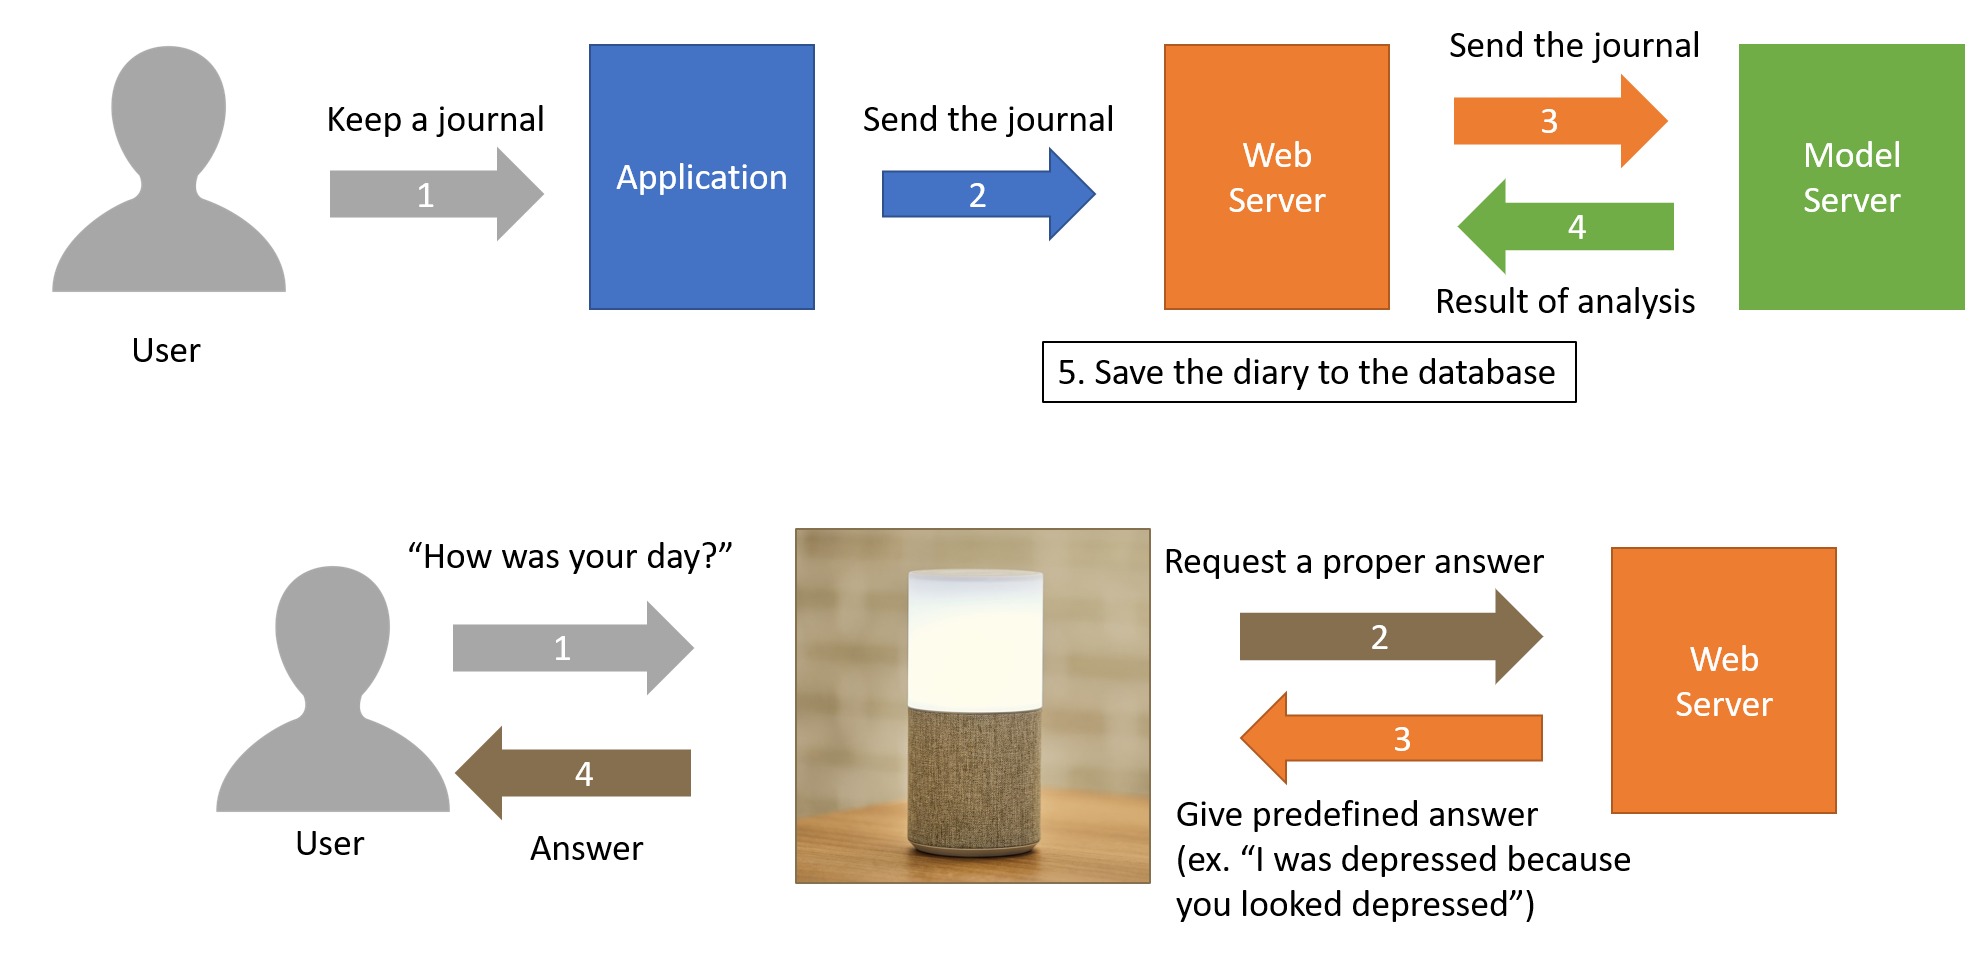 Keep a journal
1
Application
Send the journal
2
Web
Server
Send the journal
3
4
Result of analysis
Model
Server
User
5. Save the diary to the database
“How was your day?”
1
4
Answer
User
Request a proper answer
2
3
Give predefined answer
(ex. “I was depressed because
you looked depressed”)
Web
Server